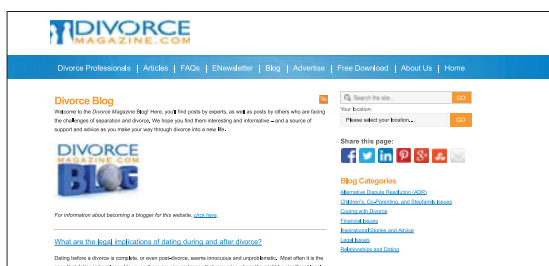 DIVORCE
MAGAZINE.COM
Divorce Professionals | Articles | FAQs | ENewsletter | Blog | Advertise | Free Download | About Us | Home
Divorce Blog
Welcome to the Divorce Magazine Blog! Here, you'll find posts by experts, as well as posts by others who are facing
the challenges of separation and divorce. We hope you find them interesting and informative – and a source of
support and advice as you make your way through divorce into a new life.
DIVORCE
MAGAZINE.COM
BLOG
For information about becoming a blogger for this website, click here.
What are the legal implications of dating during and after divorce?
Dating before a divorce is complete, or even post-divorce, seems innocuous and unproblematic. Most often it is the
Search the site...
GO
Your location:
Please select your location...
GO
Share this page:
Blog Categories
Alternative Dispute Resolution (ADR)
Children's, Co-Parenting, and Stepfamily Issues
Coping with Divorce
Financial Issues
Inspirational Stories and Advice
Legal Issues
Relationships and Dating